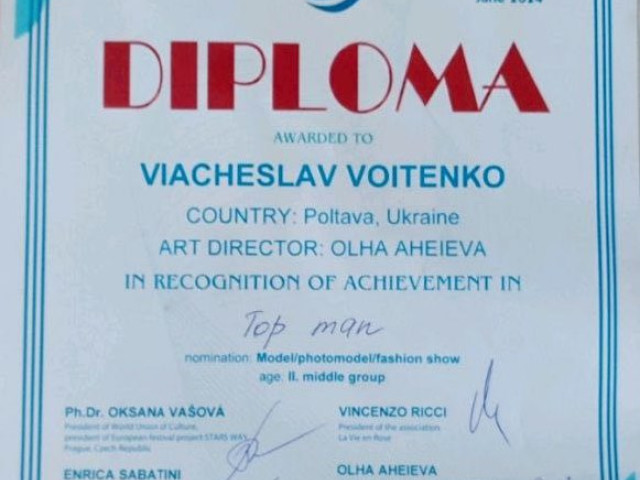 June 2024
DIPLOMA
AWARDED TO
VIACHESLAV VOITENKO
COUNTRY: Poltava, Ukraine
ART DIRECTOR: OLHA AHEIEVA
IN RECOGNITION OF ACHIEVEMENT IN
Top man
nomination: Model/photomodel/fashion show
age: II. middle group
Ph.Dr. OKSANA VAŠOVÁ
President of World Union of Culture,
president of European festival project STARS WAY,
Prague, Czech Republic
VINCENZO RICCI
President of the association
La Vie en Rose
ENRICA SABATINI
OLHA AHEIEVA